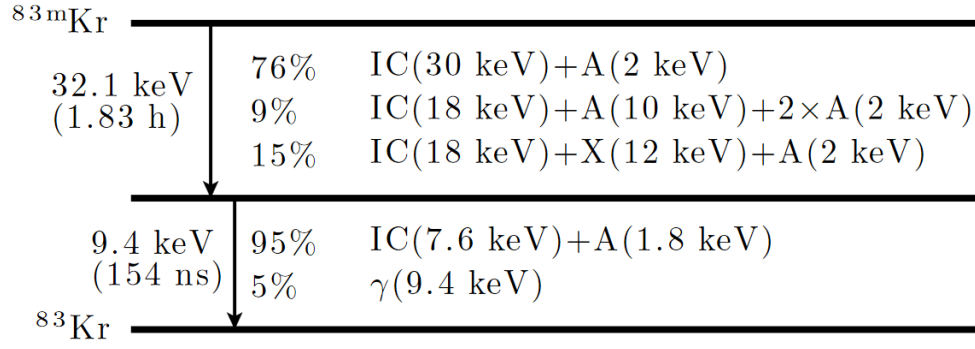 ⁸³ᵐKr
32.1 keV
(1.83 h)
76% IC(30 keV)+A(2 keV)
9% IC(18 keV)+A(10 keV)+2×A(2 keV)
15% IC(18 keV)+X(12 keV)+A(2 keV)
9.4 keV
(154 ns)
95% IC(7.6 keV)+A(1.8 keV)
5% γ(9.4 keV)
⁸³Kr